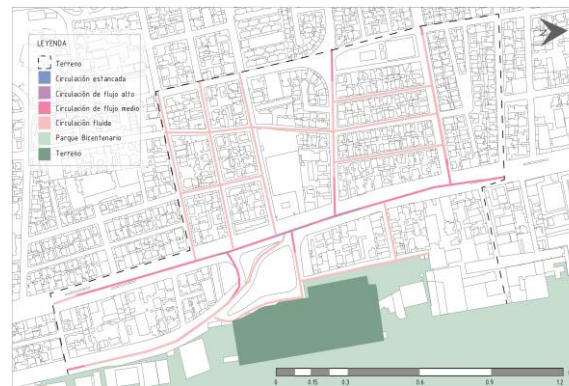 LEYENDA
Terreno
Circulación estancada
Circulación de flujo alto
Circulación de flujo medio
Circulación fluida
Parque Bicentenario
Terreno
0 0.15 0.3 0.6 0.9 1.2